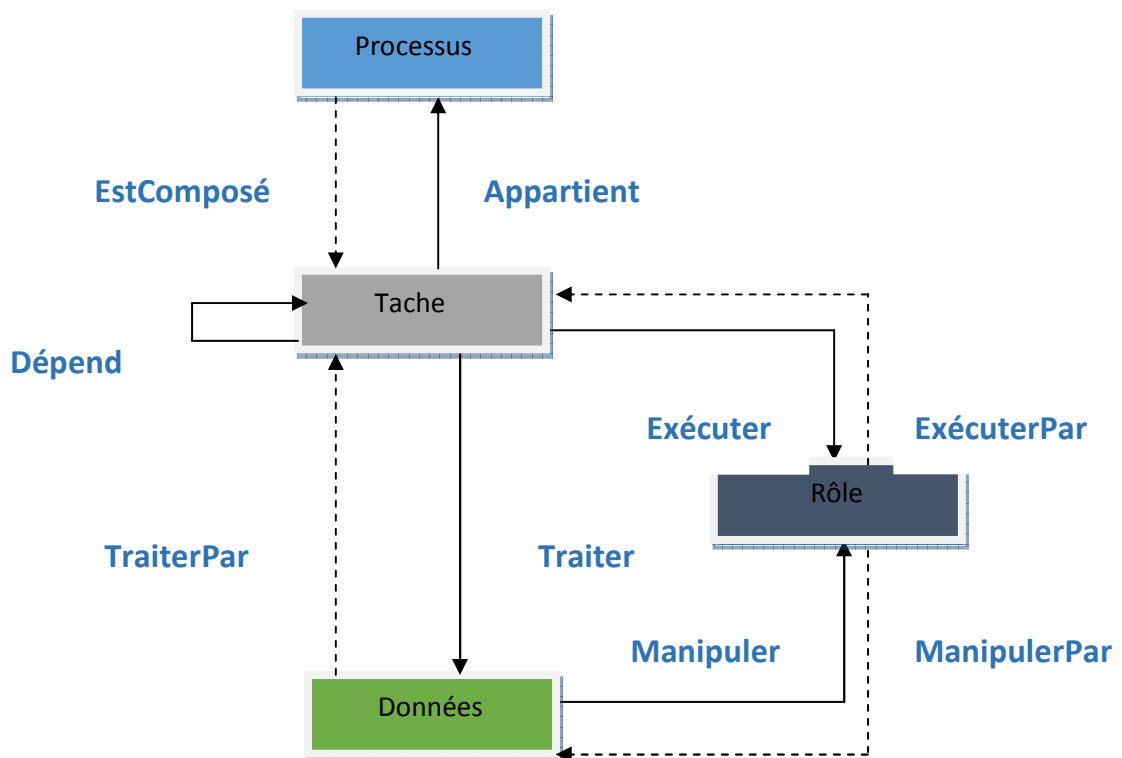 Processus
EstComposé
Appartient
Tache
Dépend
Exécuter
ExécuterPar
Rôle
TraiterPar
Traiter
Manipuler
ManipulerPar
Données